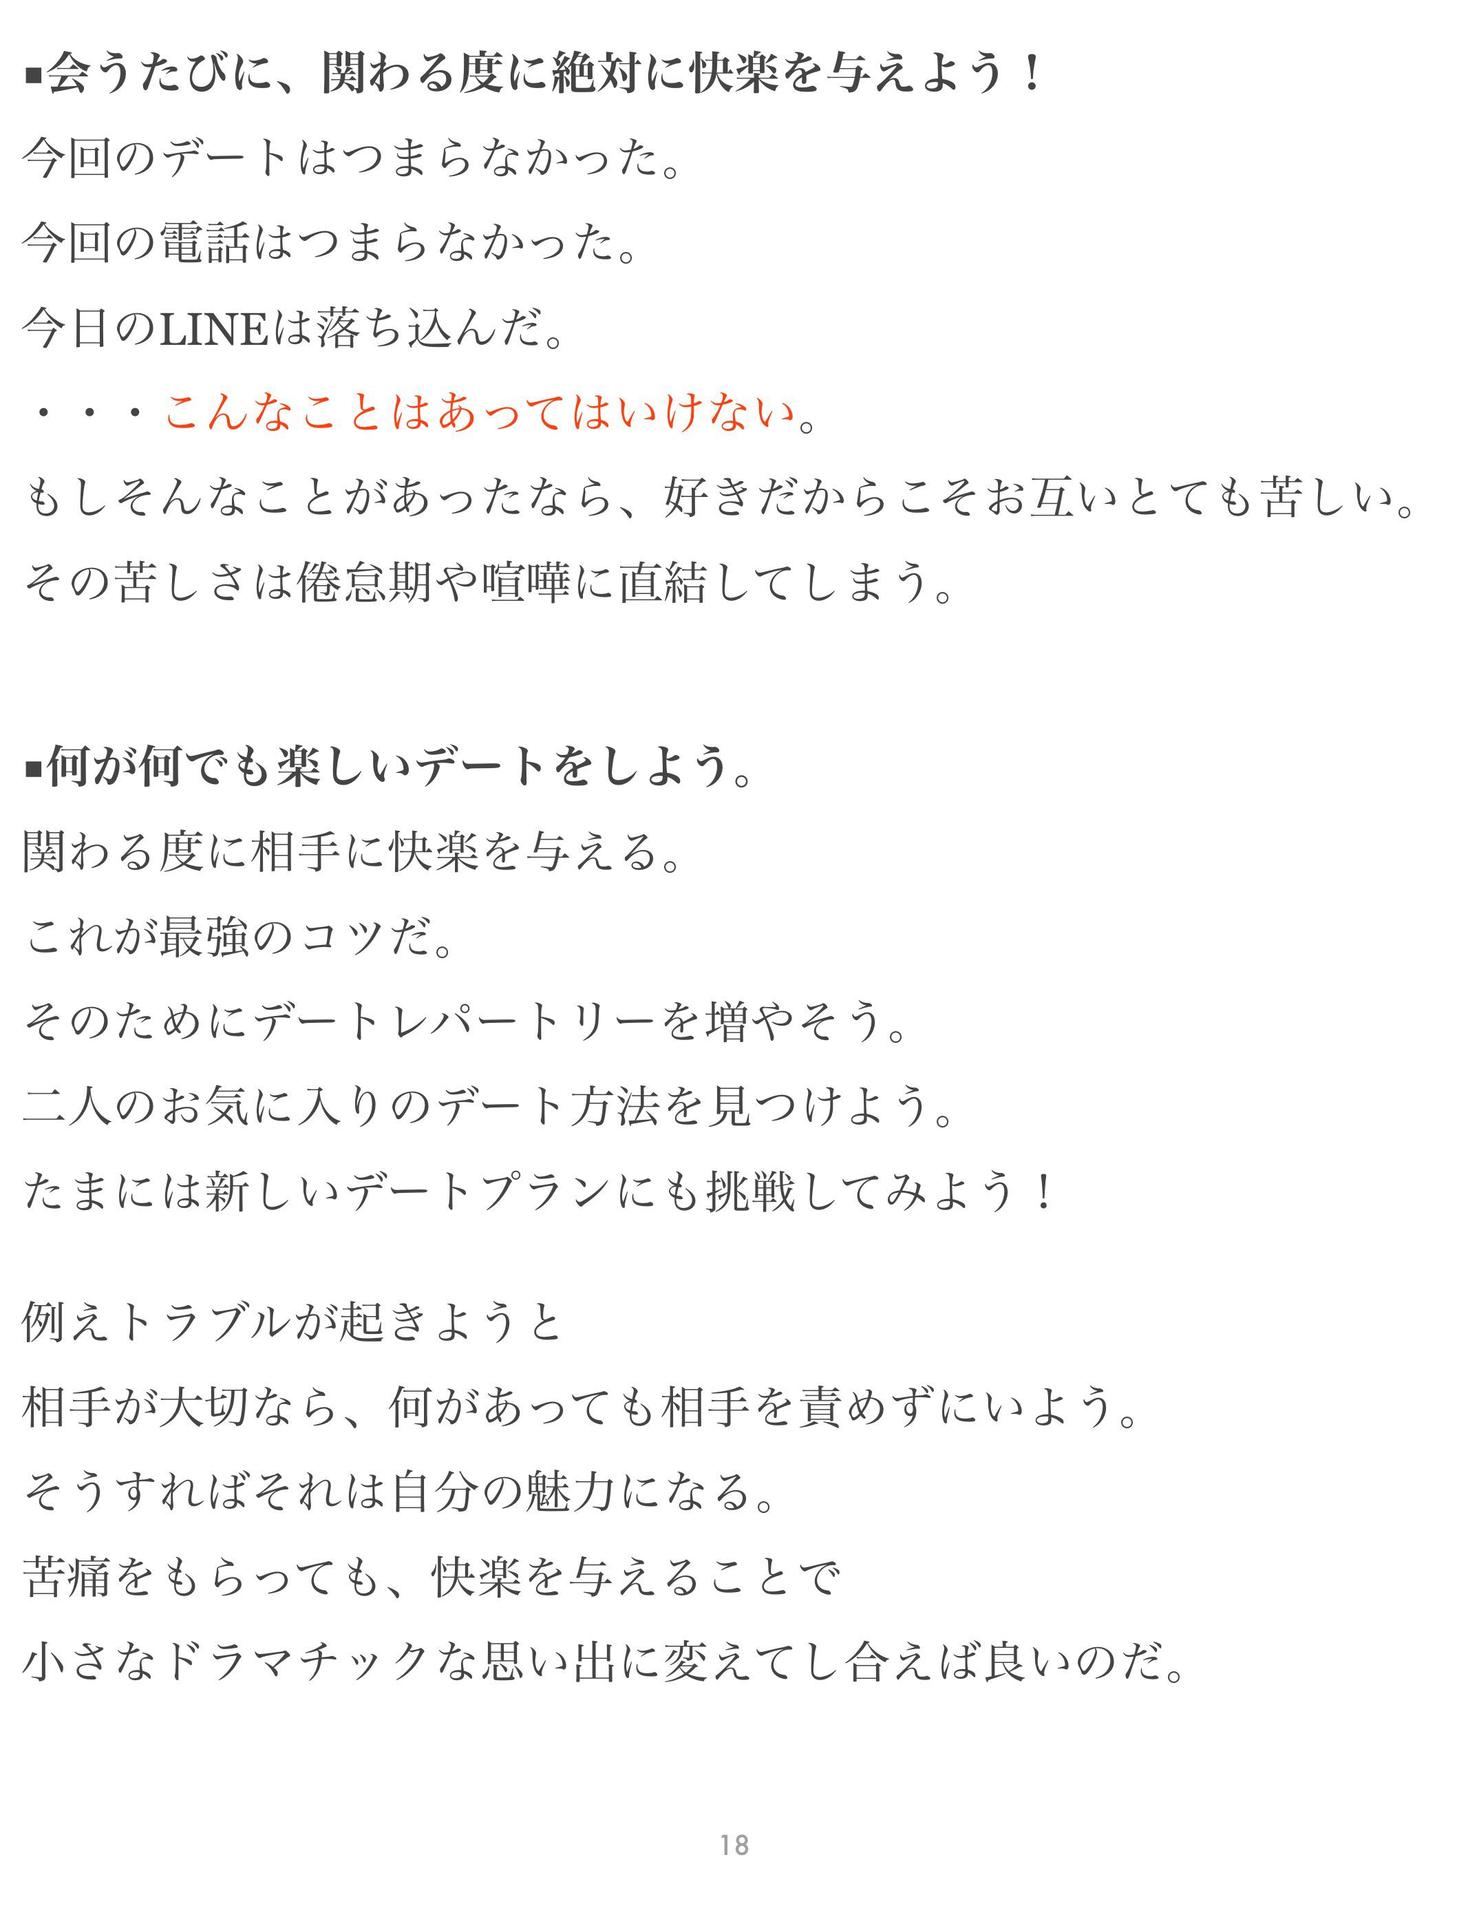 ▪会うたびに、関わる度に絶対に快楽を与えよう！
今回のデートはつまらなかった。
今回の電話はつまらなかった。
今日のLINEは落ち込んだ。
・・・こんなことはあってはいけない。
もしそんなことがあったなら、好きだからこそお互いとても苦しい。
その苦しさは倦怠期や喧嘩に直結してしまう。
▪何が何でも楽しいデートをしよう。
関わる度に相手に快楽を与える。
これが最強のコツだ。
そのためにデートレパートリーを増やそう。
二人のお気に入りのデート方法を見つけよう。
たまには新しいデートプランにも挑戦してみよう！
例えトラブルが起きようと
相手が大切なら、何があっても相手を責めずにいよう。
そうすればそれは自分の魅力になる。
苦痛をもらっても、快楽を与えることで
小さなドラマチックな思い出に変えてし合えば良いのだ。
18